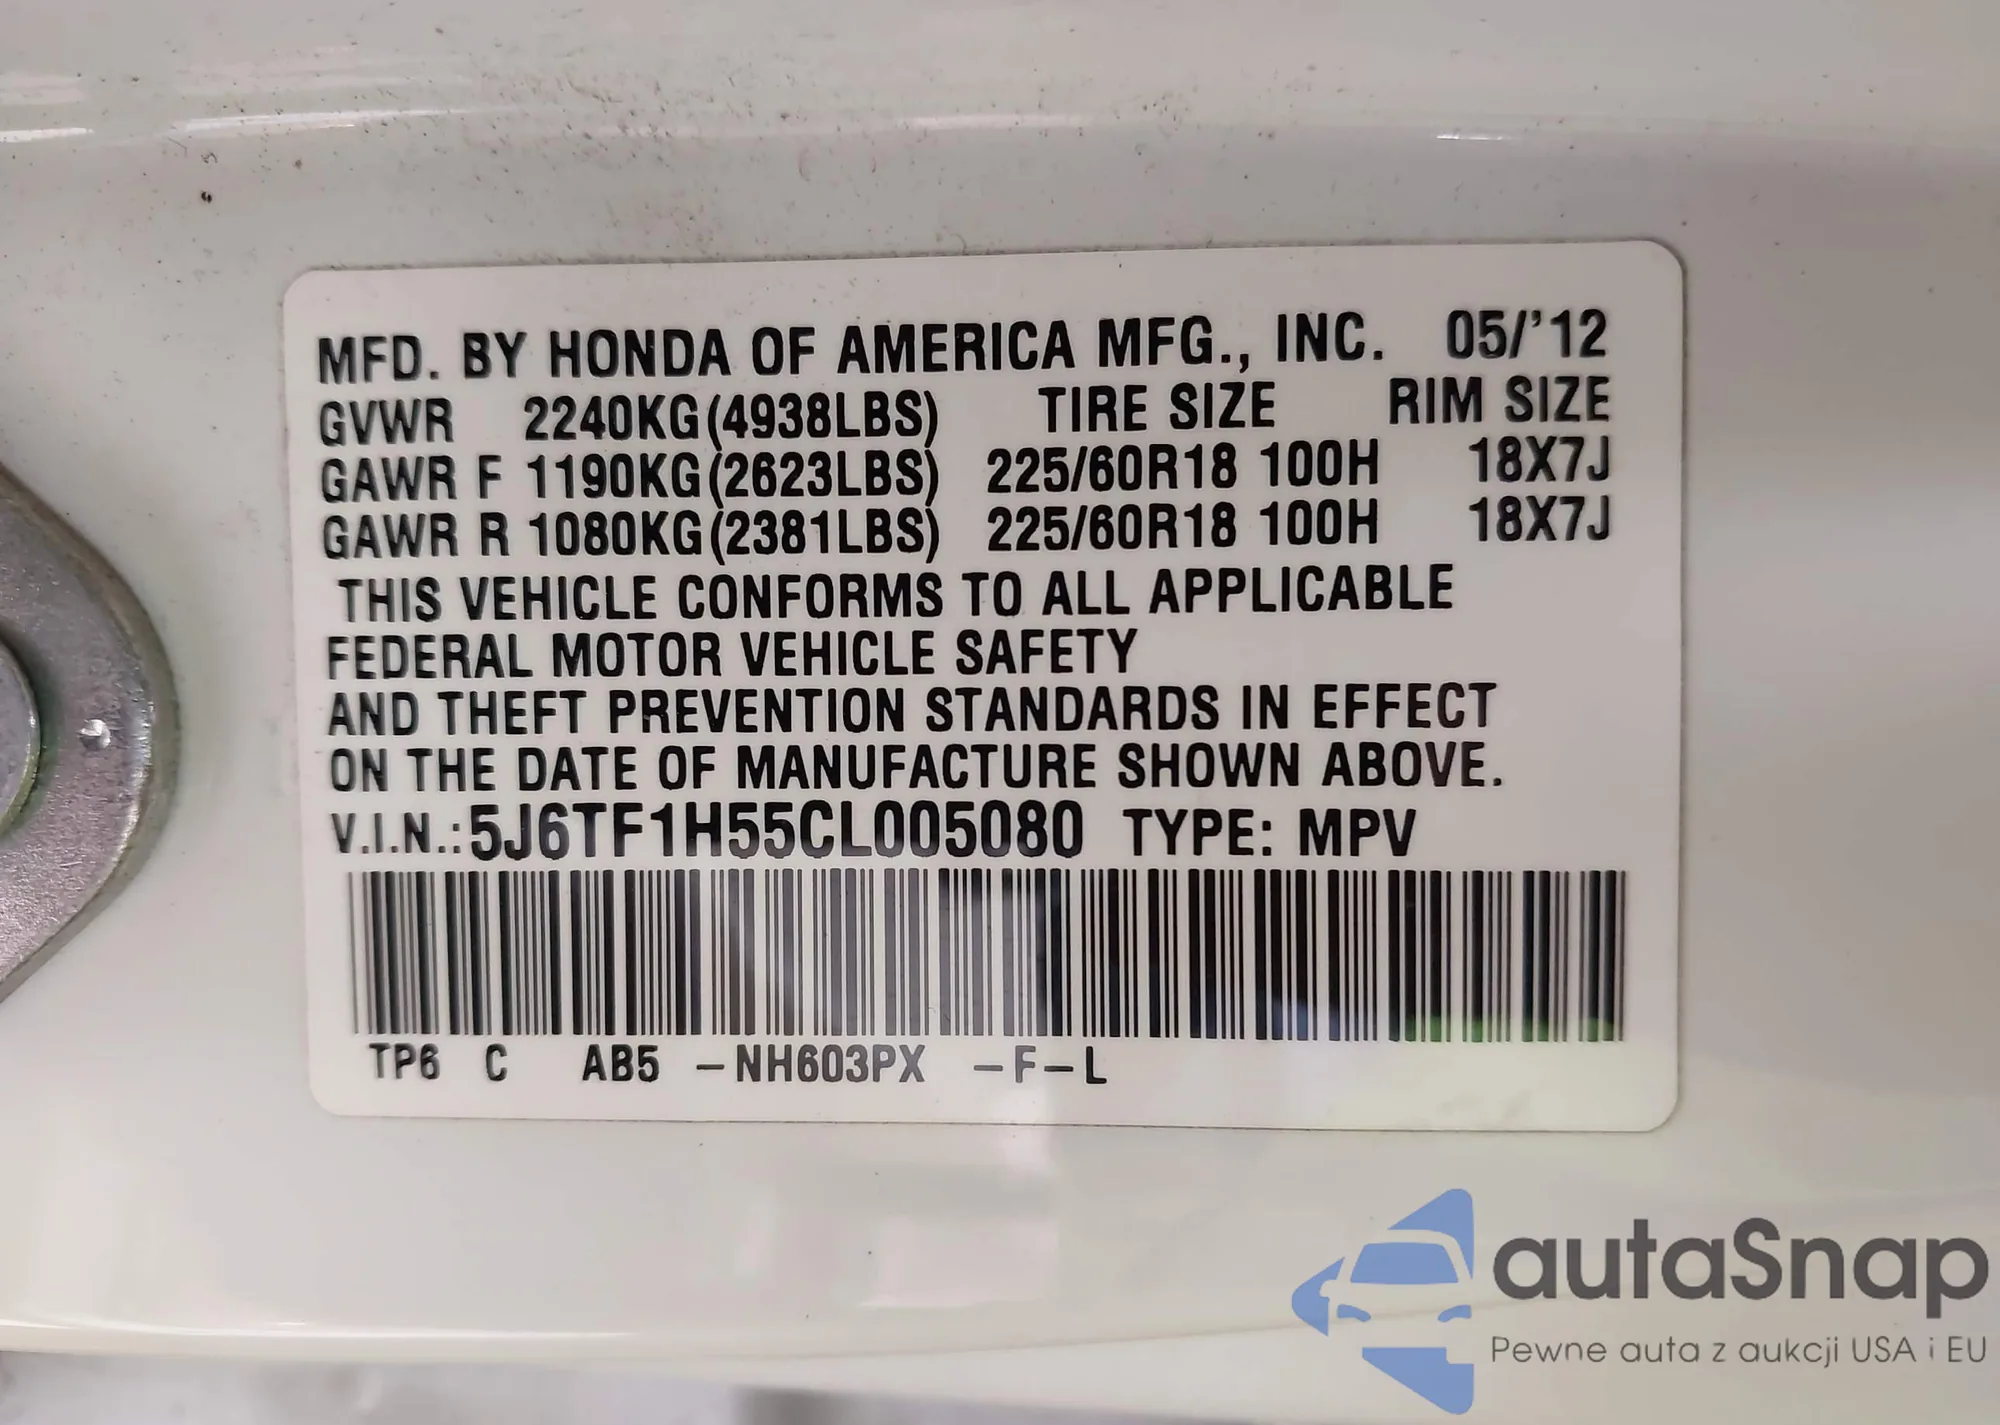 MFD. BY HONDA OF AMERICA MFG., INC. 05/'12
GVWR 2240KG(4938LBS) TIRE SIZE RIM SIZE
GAWR F 1190KG(2623LBS) 225/60R18 100H 18X7J
GAWR R 1080KG(2381LBS) 225/60R18 100H 18X7J
THIS VEHICLE CONFORMS TO ALL APPLICABLE
FEDERAL MOTOR VEHICLE SAFETY
AND THEFT PREVENTION STANDARDS IN EFFECT
ON THE DATE OF MANUFACTURE SHOWN ABOVE.
V.I.N.:5J6TF1H55CL005080 TYPE: MPV
TP6 C AB5 -NH603PX -F-L
autaSnap
Pewne auta z aukcji USA i EU